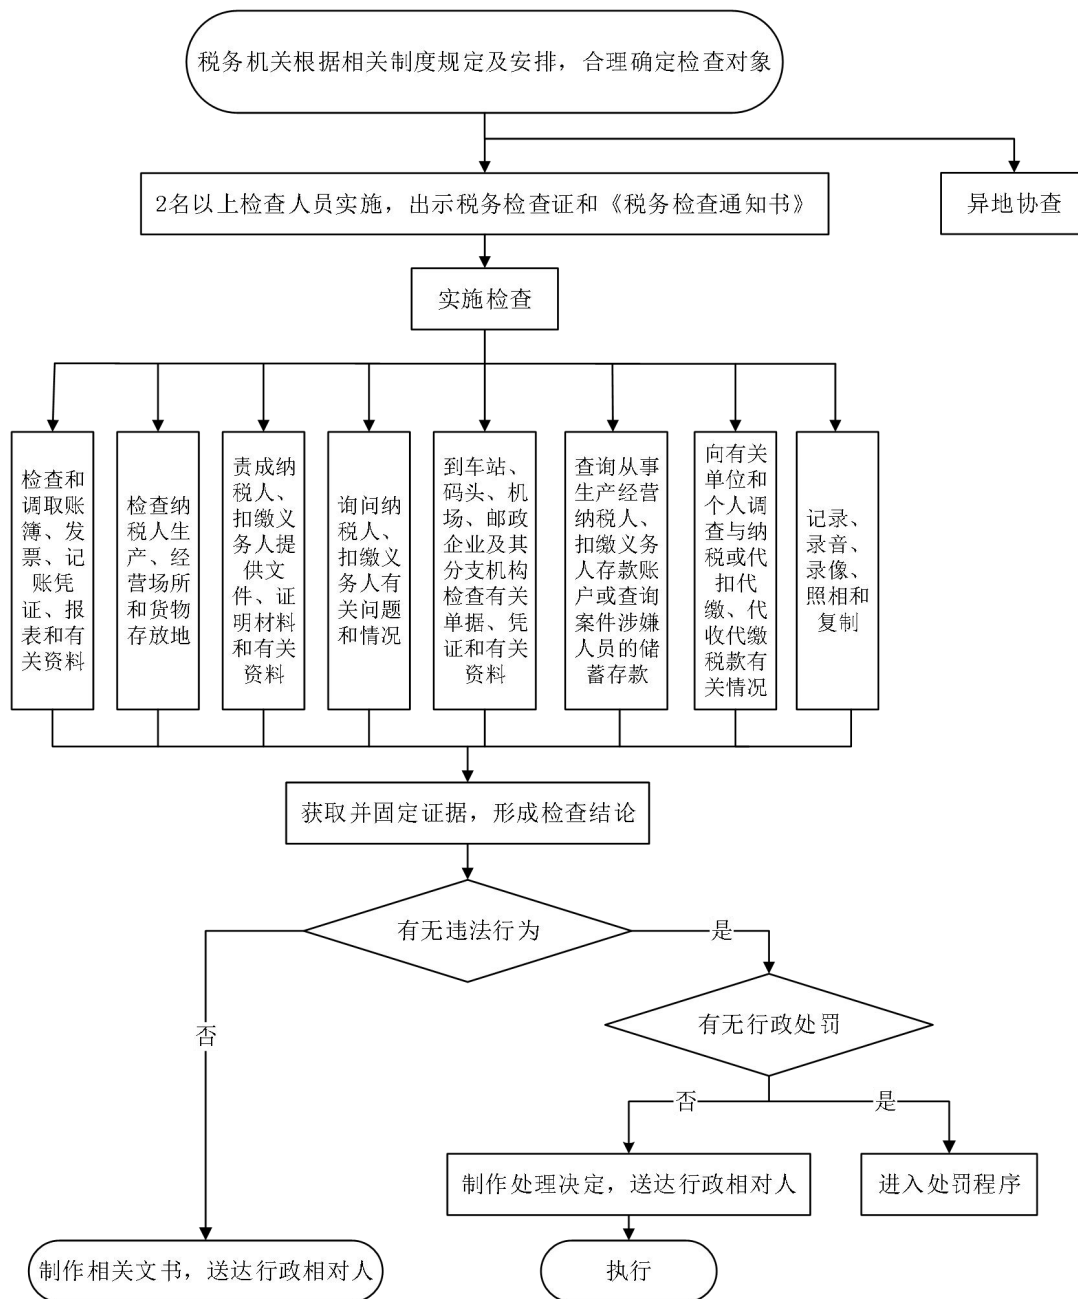 税务机关根据相关制度规定及安排，合理确定检查对象
2名以上检查人员实施，出示税务检查证和《税务检查通知书》
异地协查
实施检查
检查和
调取账
簿、发
票、记
账凭
证、报
表和有
关资料
检查纳
税人生
产、经
营场所
和货物
存放地
责成纳
税人、
扣缴义
务人提
供文
件、证
明材料
和有关
资料
询问纳
税人、
扣缴义
务人有
关问题
和情况
到车站、
码头、机
场、邮政
企业及其
分支机构
检查有关
单据、凭
证和有关
资料
查询从事
生产经营
纳税人、
扣缴义务
人存款账
户或查询
案件涉嫌
人员的储
蓄存款
向有关
单位和
个人调
查与纳
税或代
扣代
缴、代
收代缴
税款有
关情况
记录、
录音、
录像、
照相和
复制
获取并固定证据，形成检查结论
有无违法行为
是
有无行政处罚
否
否
是
制作处理决定，送达行政相对人
进入处罚程序
制作相关文书，送达行政相对人
执行